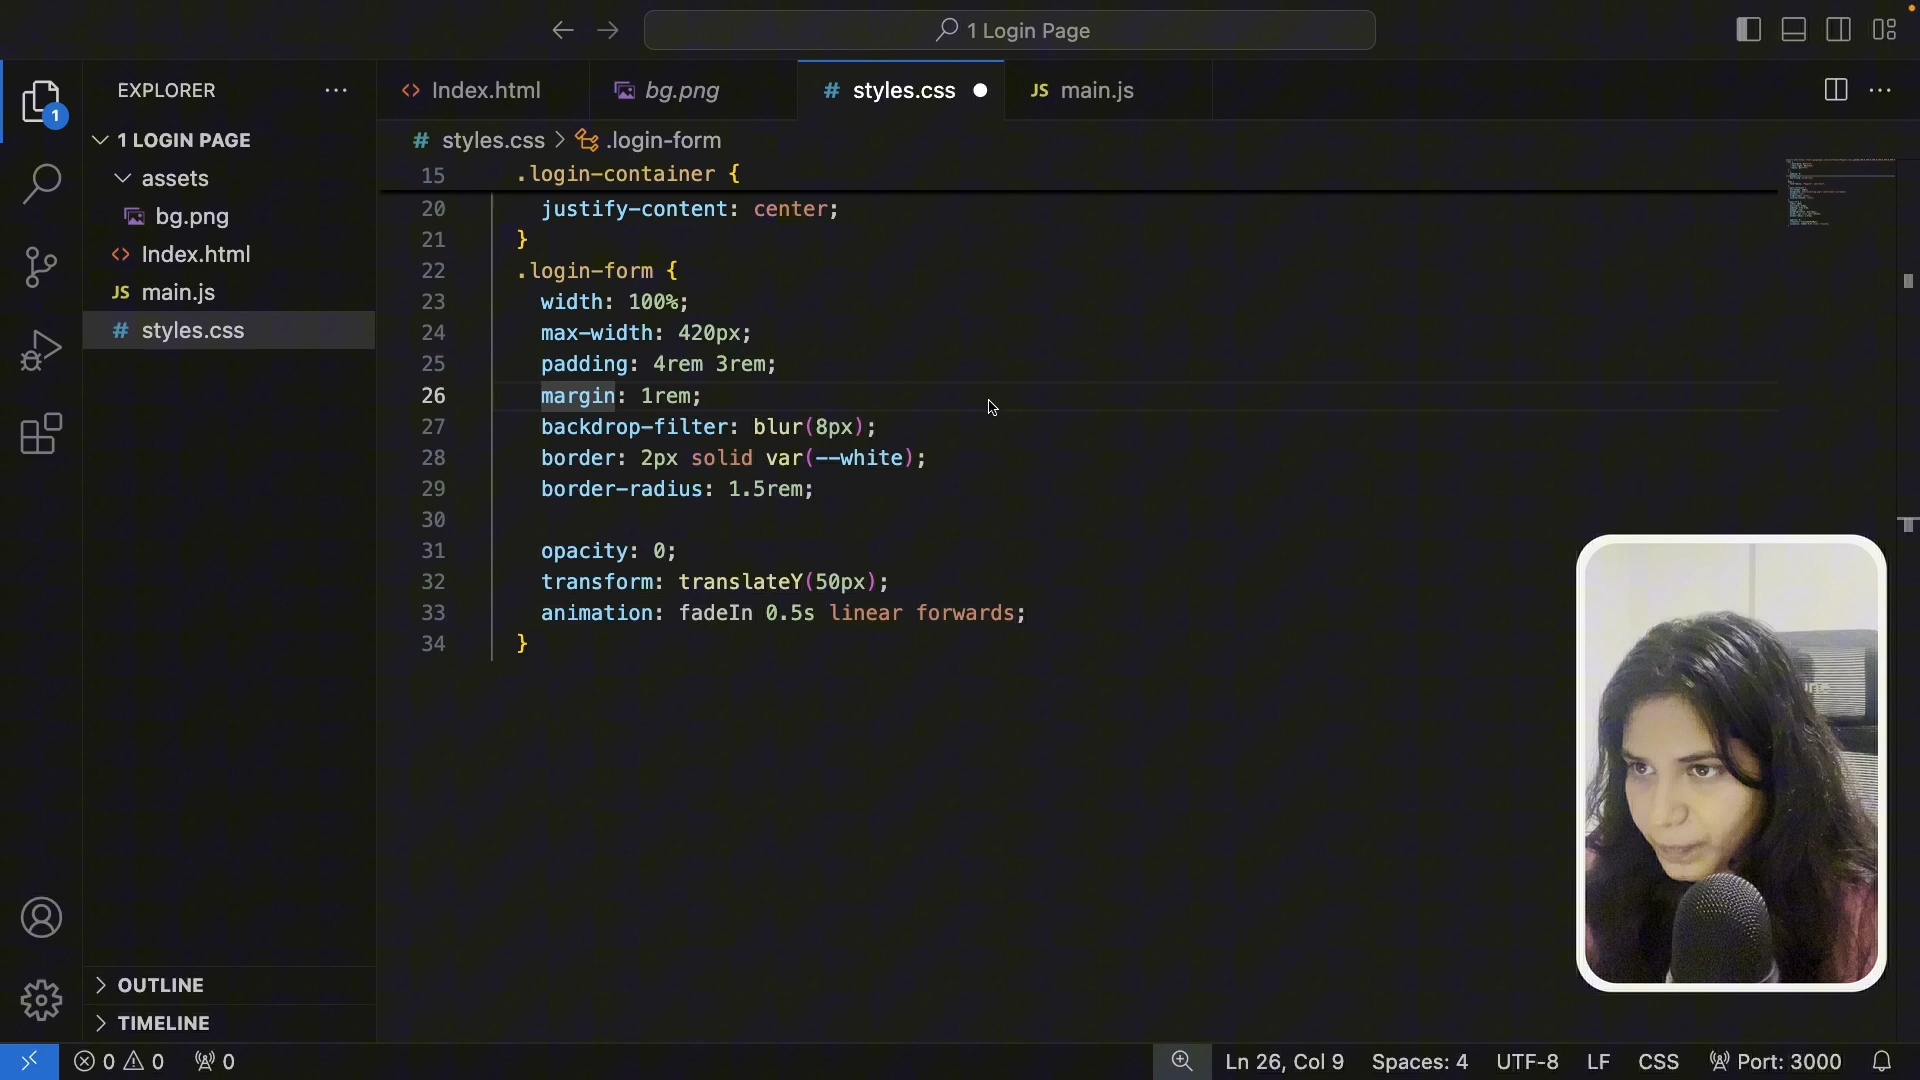 1 Login Page
1
EXPLORER
1 LOGIN PAGE
assets
bg.png
<> Index.html
JS main.js
# styles.css
OUTLINE
TIMELINE
<> Index.html
bg.png
# styles.css
JS main.js
# styles.css > .login-form
15 .login-container {
20 justify-content: center;
21 }
22 .login-form {
23 width: 100%;
24 max-width: 420px;
25 padding: 4rem 3rem;
26 margin: 1rem;
27 backdrop-filter: blur(8px);
28 border: 2px solid var(--white);
29 border-radius: 1.5rem;
30
31 opacity: 0;
32 transform: translateY(50px);
33 animation: fadeIn 0.5s linear forwards;
34 }
0 0 0
Ln 26, Col 9 Spaces: 4 UTF-8 LF CSS Port: 3000